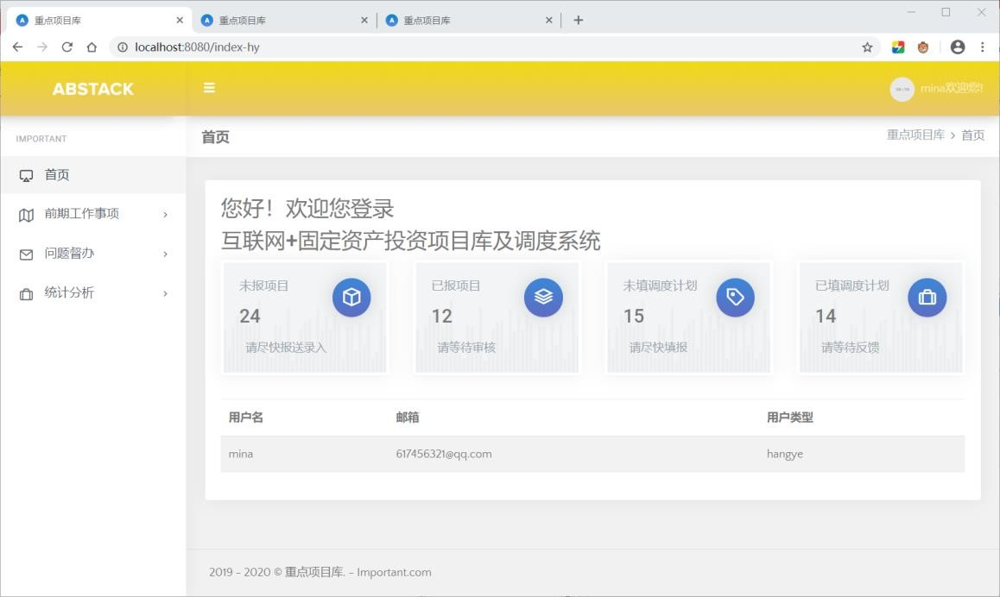 重点项目库
重点项目库
重点项目库
localhost:8080/index-hy
ABSTACK
mina欢迎您!
IMPORTANT
首页
重点项目库 > 首页
首页
前期工作事项
问题督办
统计分析
您好！欢迎您登录
互联网+固定资产投资项目库及调度系统
未报项目
24
请尽快报送录入
已报项目
12
请等待审核
未填调度计划
15
请尽快填报
已填调度计划
14
请等待反馈
用户名 邮箱 用户类型
mina 617456321@qq.com hangye
2019 - 2020 © 重点项目库. - Important.com